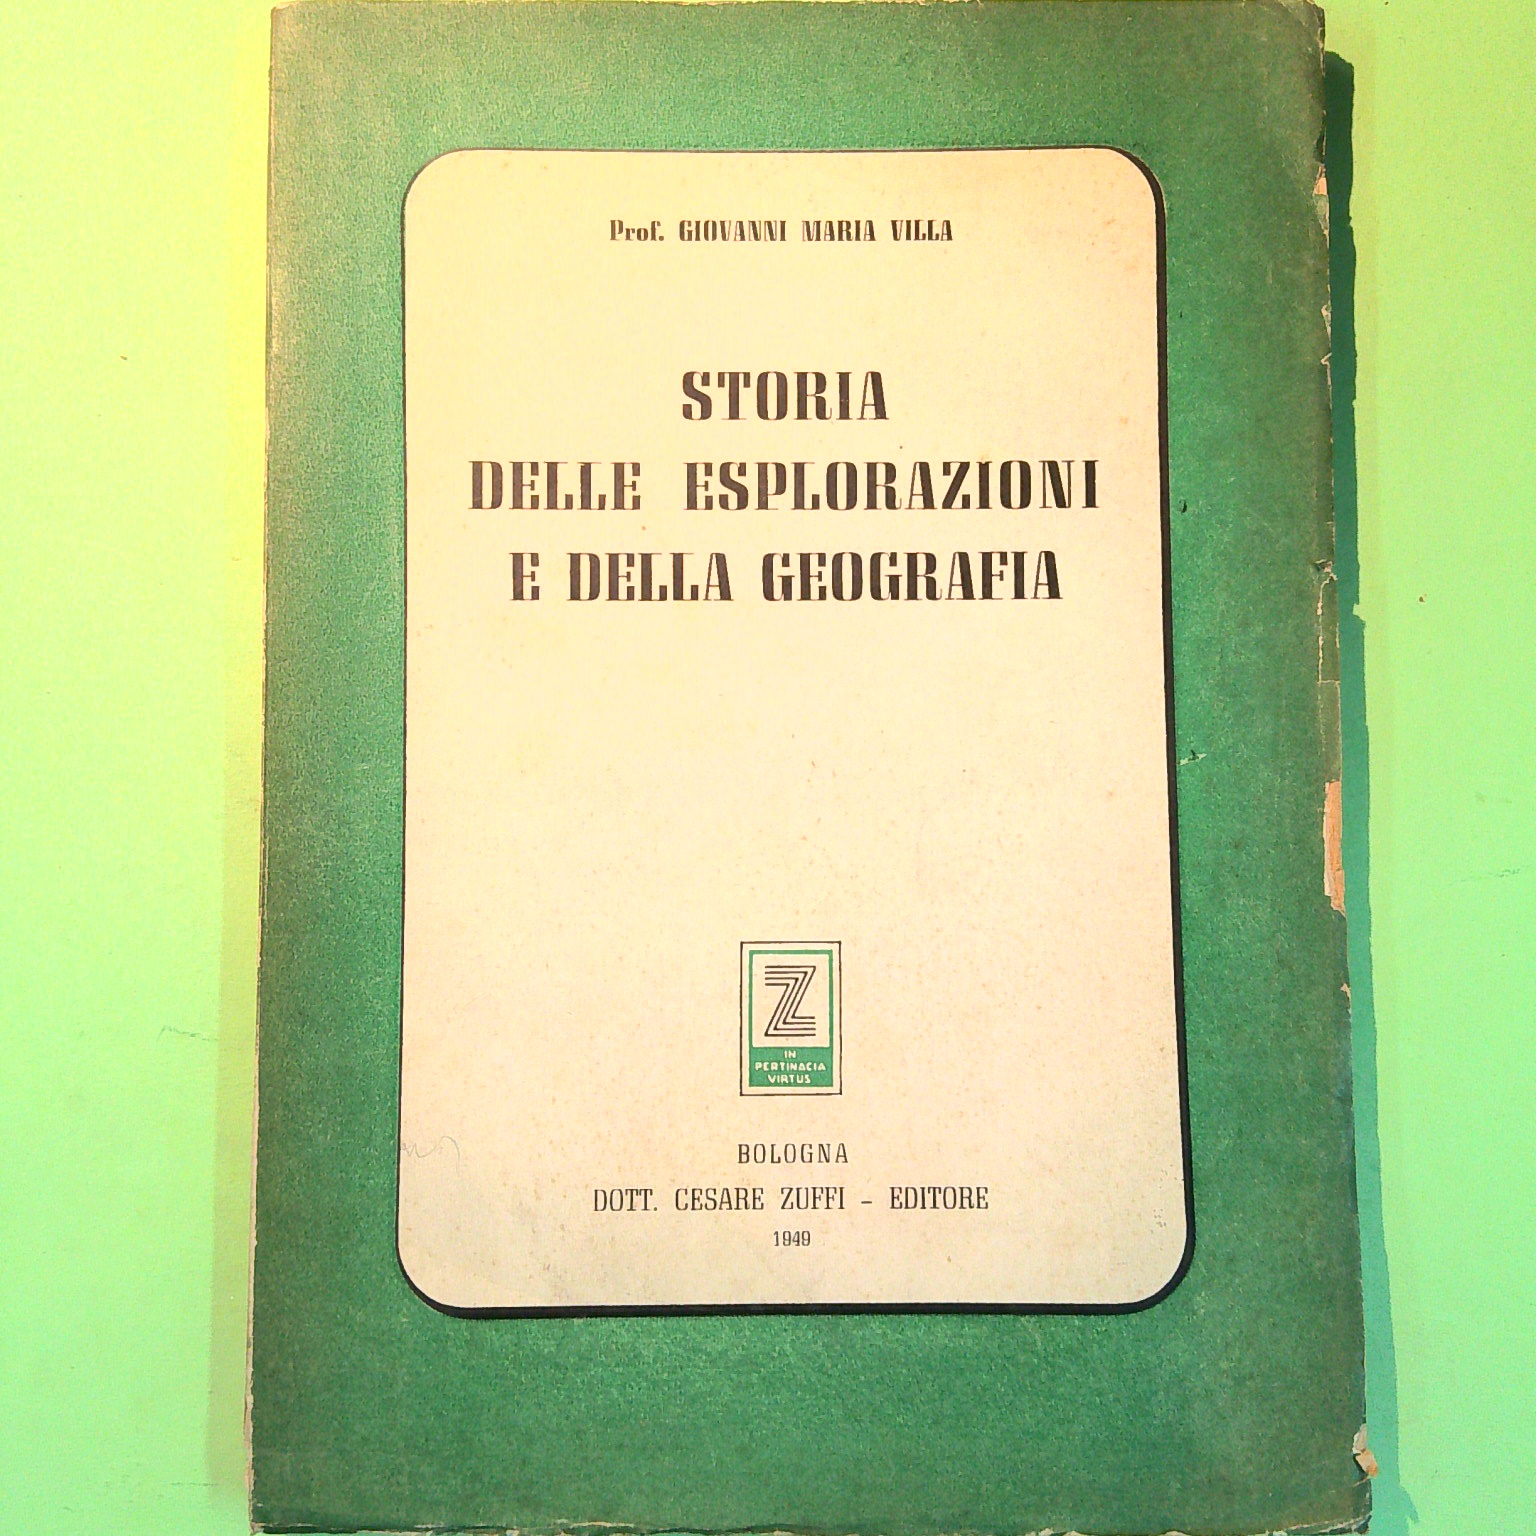 Prof. GIOVANNI MARIA VILLA
STORIA
DELLE ESPLORAZIONI
E DELLA GEOGRAFIA
Z
IN
PERTINACIA
VIRTUS
BOLOGNA
DOTT. CESARE ZUFFI - EDITORE
1949